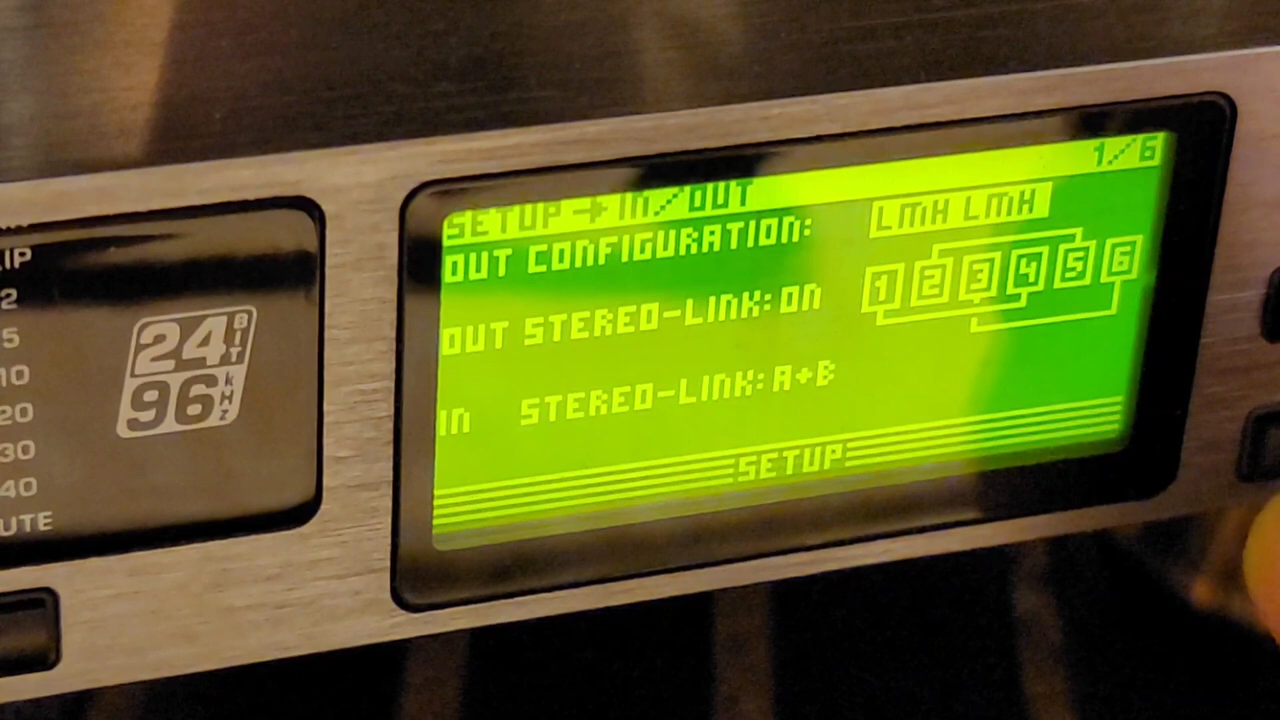 IP
2
5
10
20
30
40
UTE
24 BIT
96 kHz
SETUP → IN/OUT 1/6
OUT CONFIGURATION: LMH LMH
1 2 3 4 5 6
OUT STEREO-LINK: ON
IN STEREO-LINK: A+B
SETUP